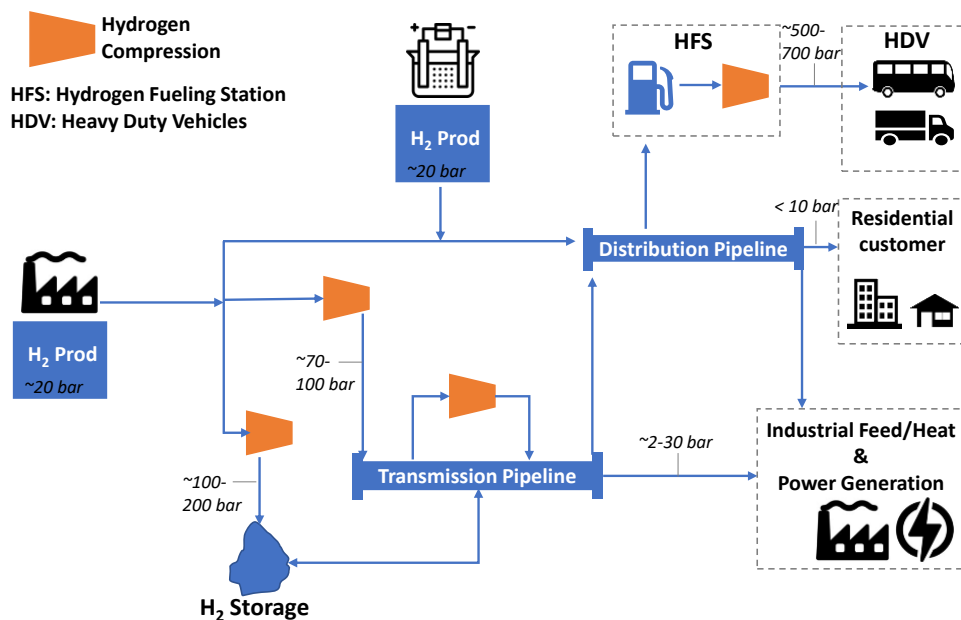 Hydrogen
Compression
HFS: Hydrogen Fueling Station
HDV: Heavy Duty Vehicles
H₂ Prod
~20 bar
HFS
~500-
700 bar
HDV
< 10 bar
Residential
customer
Distribution Pipeline
H₂ Prod
~20 bar
~70-
100 bar
~100-
200 bar
Transmission Pipeline
~2-30 bar
Industrial Feed/Heat
&
Power Generation
H₂ Storage